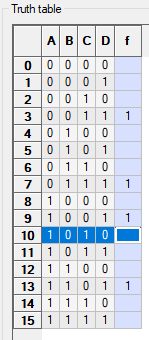 Truth table
A B C D f
0 0 0 0 0
1 0 0 0 1
2 0 0 1 0
3 0 0 1 1 1
4 0 1 0 0
5 0 1 0 1
6 0 1 1 0
7 0 1 1 1 1
8 1 0 0 0
9 1 0 0 1 1
10 1 0 1 0
11 1 0 1 1
12 1 1 0 0
13 1 1 0 1 1
14 1 1 1 0
15 1 1 1 1